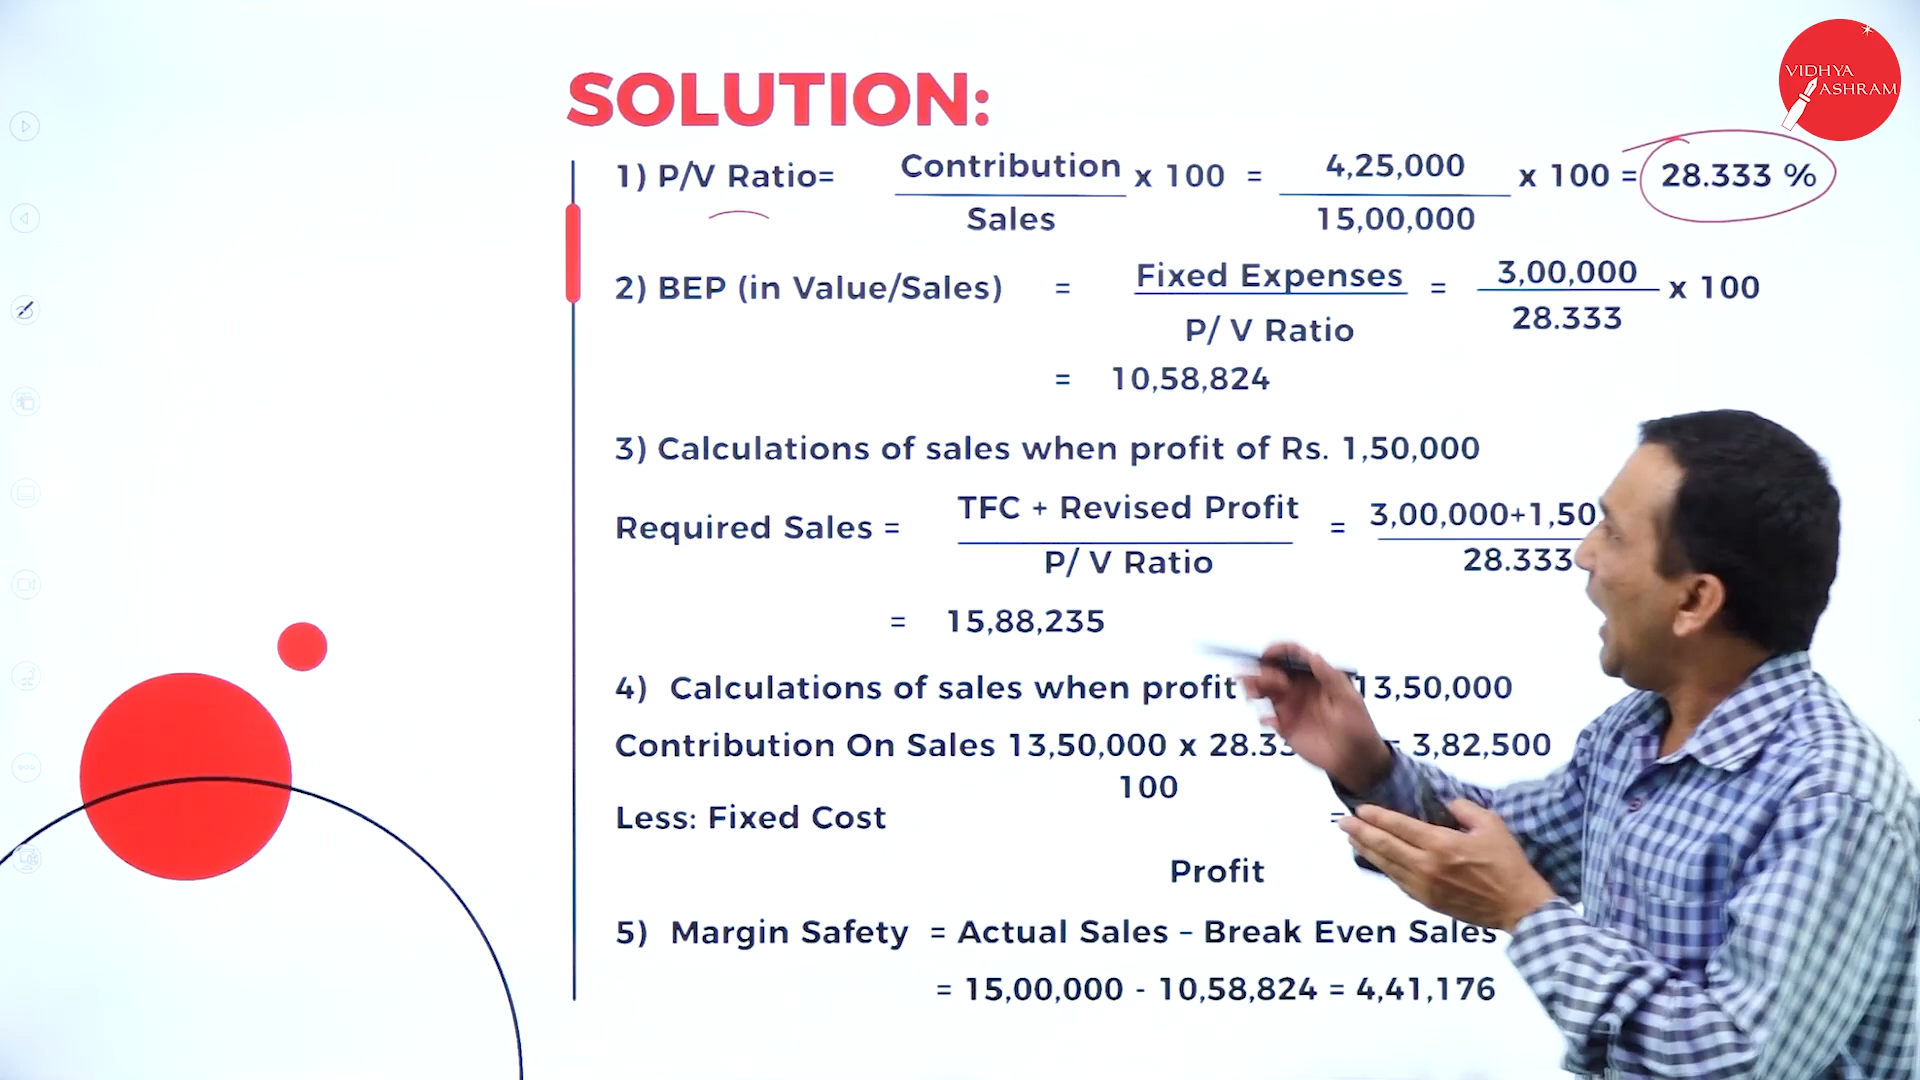 VIDHYA
ASHRAM
SOLUTION:
1) P/V Ratio= Contribution x 100 = 4,25,000 x 100 = 28.333 %
Sales 15,00,000
2) BEP (in Value/Sales) = Fixed Expenses = 3,00,000 x 100
P/ V Ratio 28.333
= 10,58,824
3) Calculations of sales when profit of Rs. 1,50,000
Required Sales = TFC + Revised Profit = 3,00,000+1,50
P/ V Ratio 28.333
= 15,88,235
4) Calculations of sales when profit 13,50,000
Contribution On Sales 13,50,000 x 28.33 = 3,82,500
100
Less: Fixed Cost =
Profit
5) Margin Safety = Actual Sales - Break Even Sales
= 15,00,000 - 10,58,824 = 4,41,176